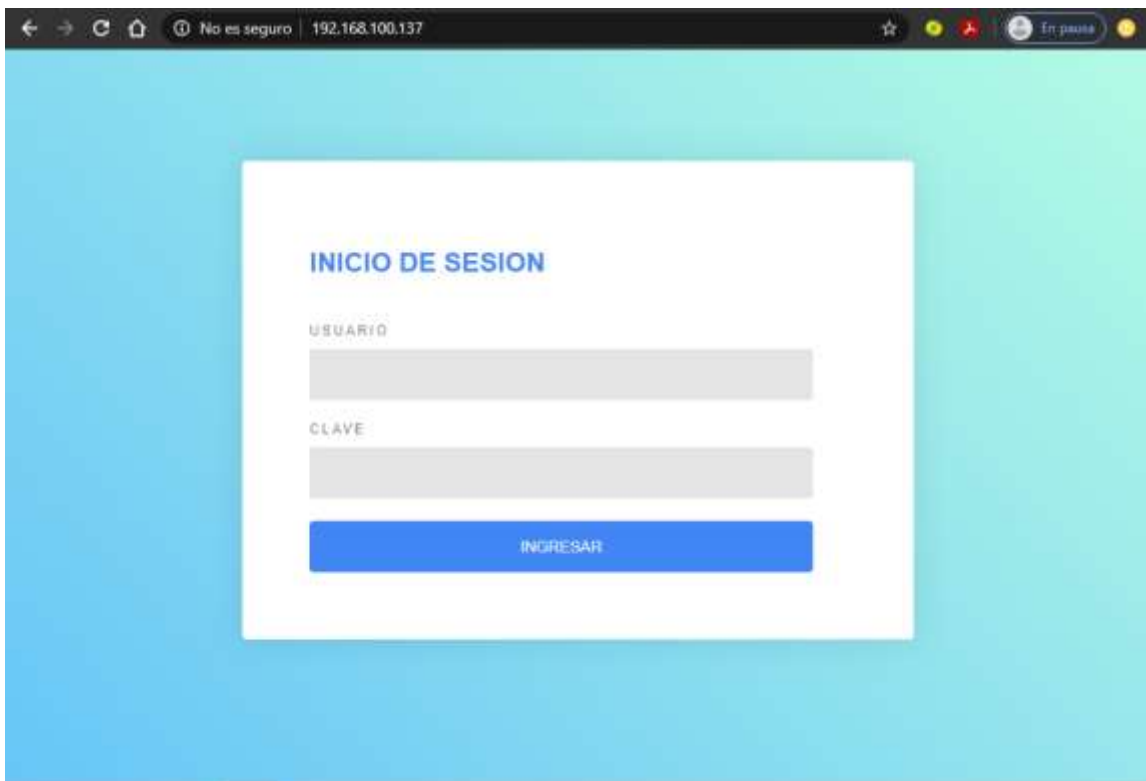 No es seguro | 192.168.100.137
En pausa
INICIO DE SESION
USUARIO
CLAVE
INGRESAR